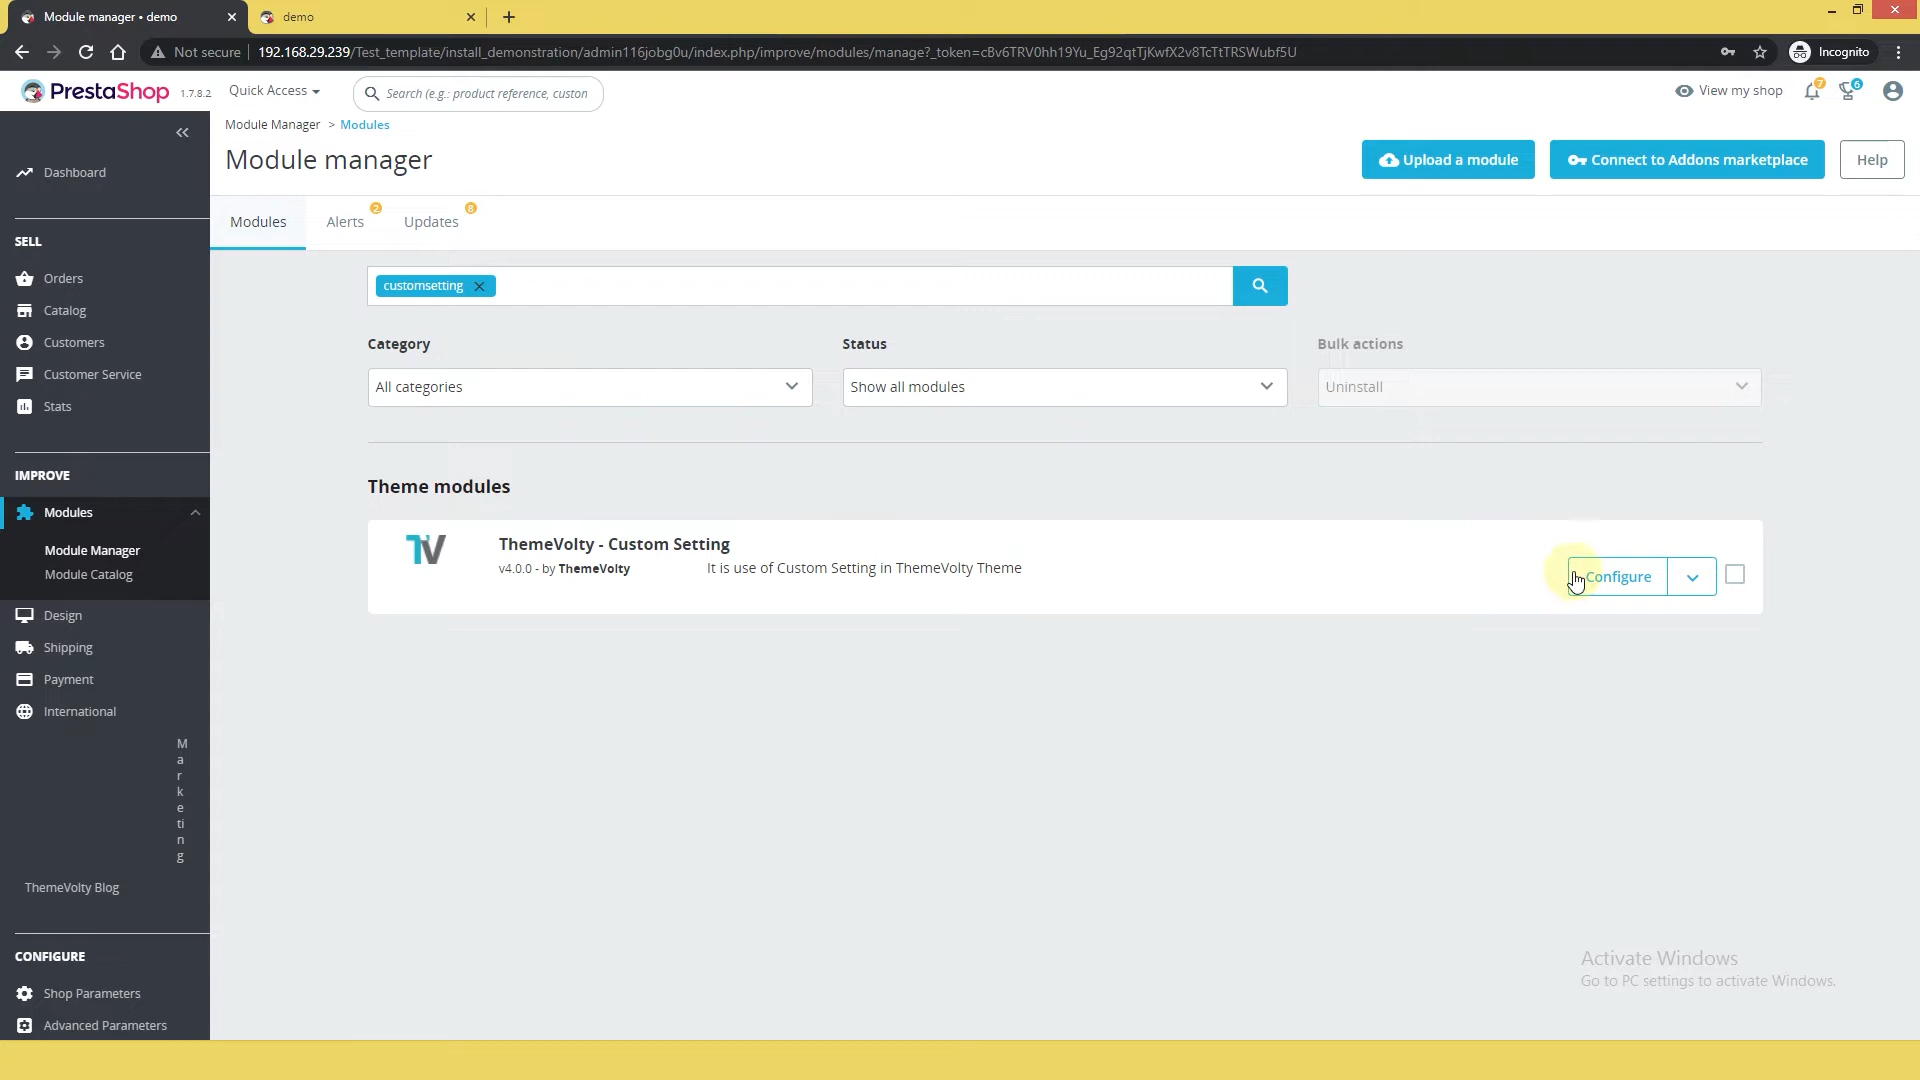 Module manager • demo
demo
Not secure
192.168.29.239/Test_template/install_demonstration/admin116jobg0u/index.php/improve/modules/manage?_token=cBv6TRV0hh19Yu_Eg92qtTjKwfX2v8TcTtTRSWubf5U
Incognito
PrestaShop 1.7.8.2
Quick Access
Search (e.g.: product reference, custon
View my shop
7
6
Module Manager > Modules
Module manager
Upload a module
Connect to Addons marketplace
Help
Modules
Alerts 2
Updates 8
Dashboard
SELL
Orders
Catalog
Customers
Customer Service
Stats
IMPROVE
Modules
Module Manager
Module Catalog
Design
Shipping
Payment
International
M
a
r
k
e
ti
n
g
ThemeVolty Blog
CONFIGURE
Shop Parameters
Advanced Parameters
customsetting
Category
Status
Bulk actions
All categories
Show all modules
Uninstall
Theme modules
TV
ThemeVolty - Custom Setting
v4.0.0 - by ThemeVolty
It is use of Custom Setting in ThemeVolty Theme
Configure
Activate Windows
Go to PC settings to activate Windows.